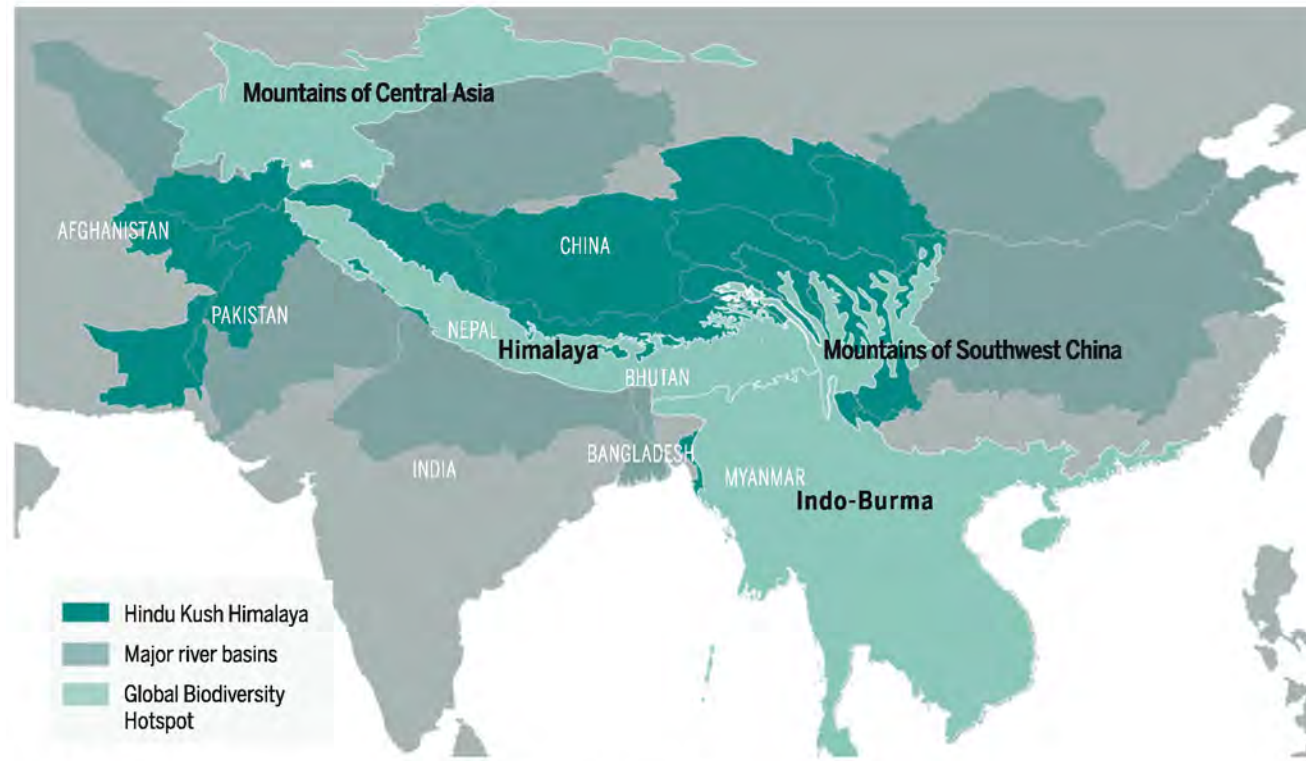 Mountains of Central Asia
AFGHANISTAN
CHINA
PAKISTAN
NEPAL
Himalaya
Mountains of Southwest China
BHUTAN
BANGLADESH
INDIA
MYANMAR
Indo-Burma
Hindu Kush Himalaya
Major river basins
Global Biodiversity
Hotspot